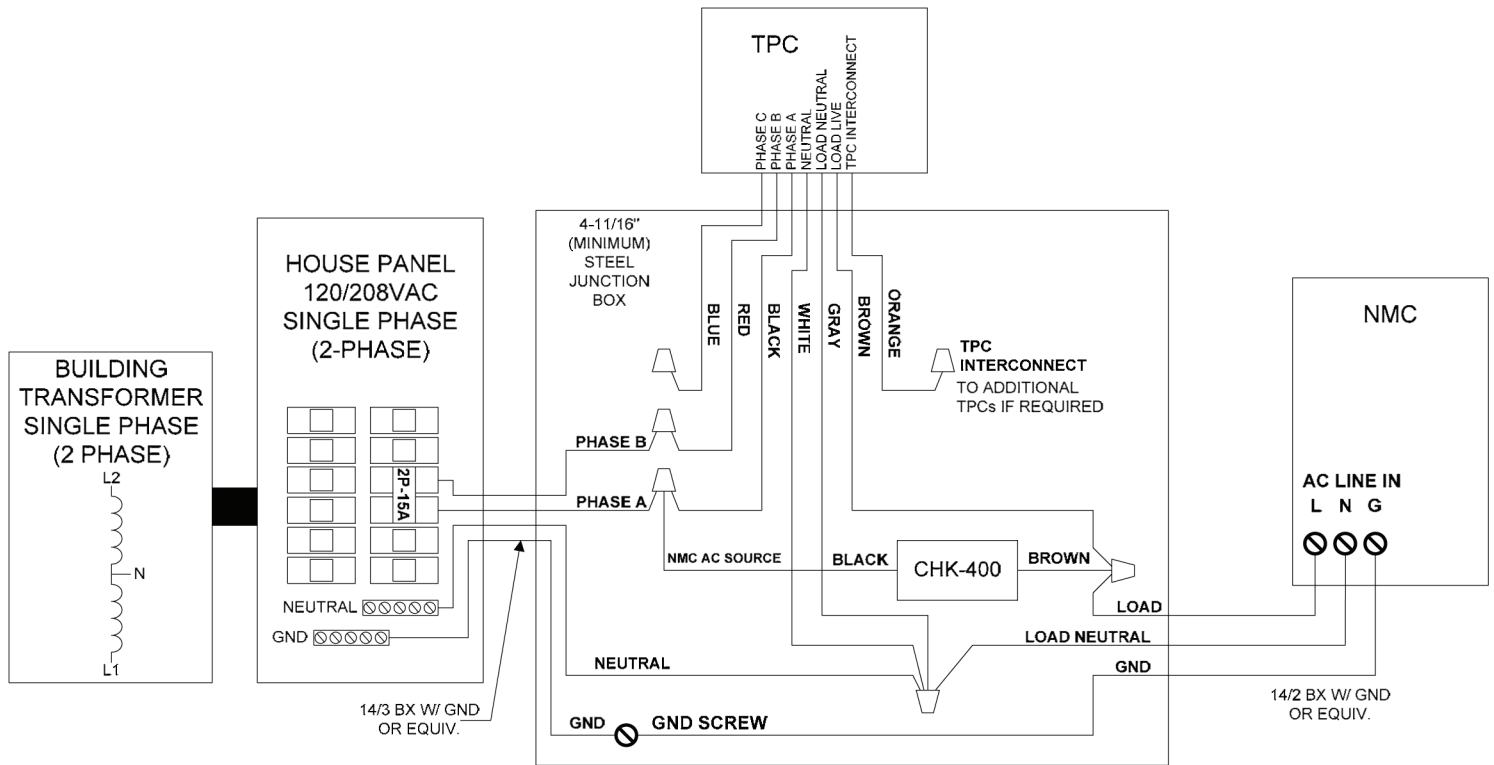 TPC
PHASE C
PHASE B
PHASE A
NEUTRAL
LOAD NEUTRAL
LOAD LIVE
TPC INTERCONNECT
4-11/16"
(MINIMUM)
STEEL
JUNCTION
BOX
BLUE
RED
BLACK
WHITE
GRAY
BROWN
ORANGE
TPC
INTERCONNECT
TO ADDITIONAL
TPCs IF REQUIRED
HOUSE PANEL
120/208VAC
SINGLE PHASE
(2-PHASE)
2P-15A
NEUTRAL
GND
BUILDING
TRANSFORMER
SINGLE PHASE
(2 PHASE)
L2
N
L1
PHASE B
PHASE A
NMC AC SOURCE
BLACK
CHK-400
BROWN
LOAD
LOAD NEUTRAL
NEUTRAL
GND
14/3 BX W/ GND
OR EQUIV.
GND
GND SCREW
NMC
AC LINE IN
L N G
14/2 BX W/ GND
OR EQUIV.